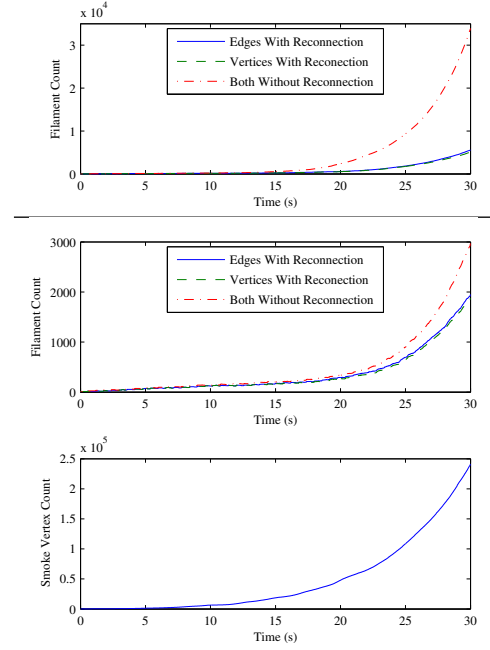 x 10^4
3
2
1
0
Filament Count
Edges With Reconnection
Vertices With Reconnection
Both Without Reconnection
0 5 10 15 20 25 30
Time (s)
3000
2000
1000
0
Filament Count
Edges With Reconnection
Vertices With Reconection
Both Without Reconnection
0 5 10 15 20 25 30
Time (s)
x 10^5
2.5
2
1.5
1
0.5
0
Smoke Vertex Count
0 5 10 15 20 25 30
Time (s)